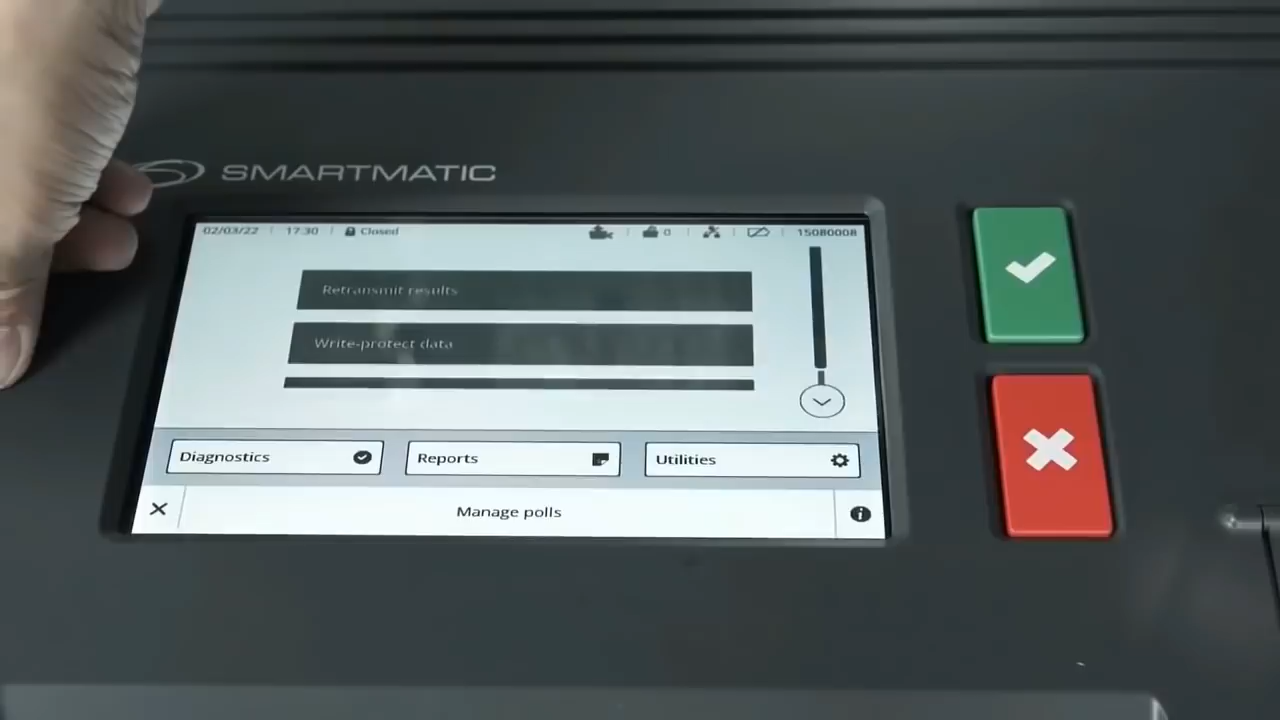 SMARTMATIC
02/03/22 17:30 Closed 0 15080008
Retransmit results
Write-protect data
Diagnostics Reports Utilities
Manage polls